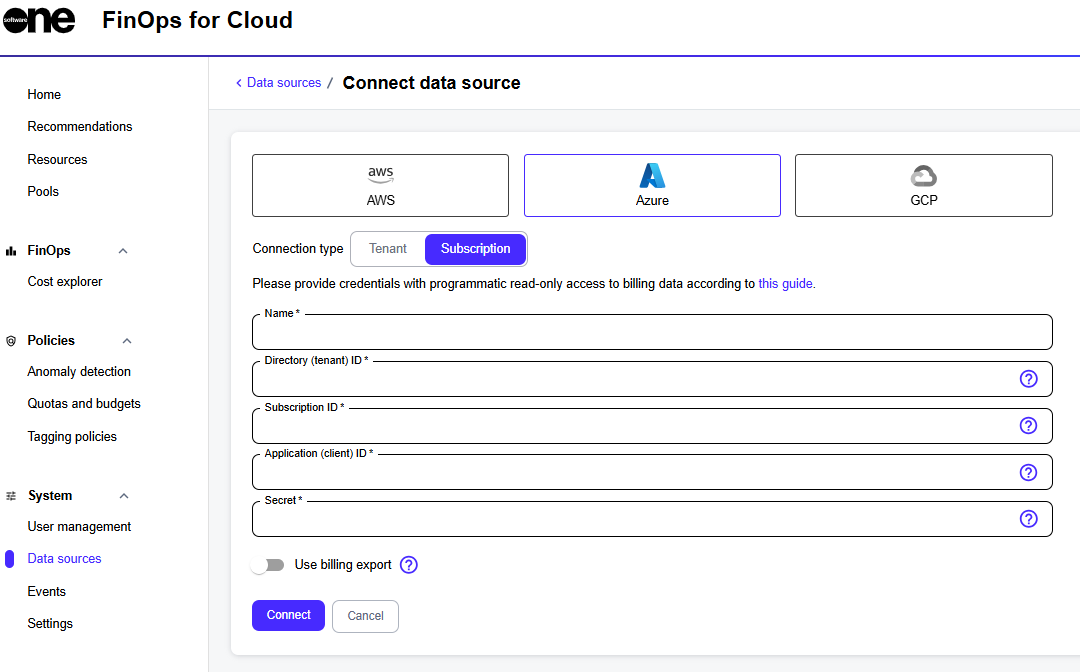 software one FinOps for Cloud
Home
Recommendations
Resources
Pools
FinOps
Cost explorer
Policies
Anomaly detection
Quotas and budgets
Tagging policies
System
User management
Data sources
Events
Settings
< Data sources / Connect data source
aws
AWS
Azure
GCP
Connection type Tenant Subscription
Please provide credentials with programmatic read-only access to billing data according to this guide.
Name *
Directory (tenant) ID *
?
Subscription ID *
?
Application (client) ID *
?
Secret *
?
Use billing export ?
Connect Cancel